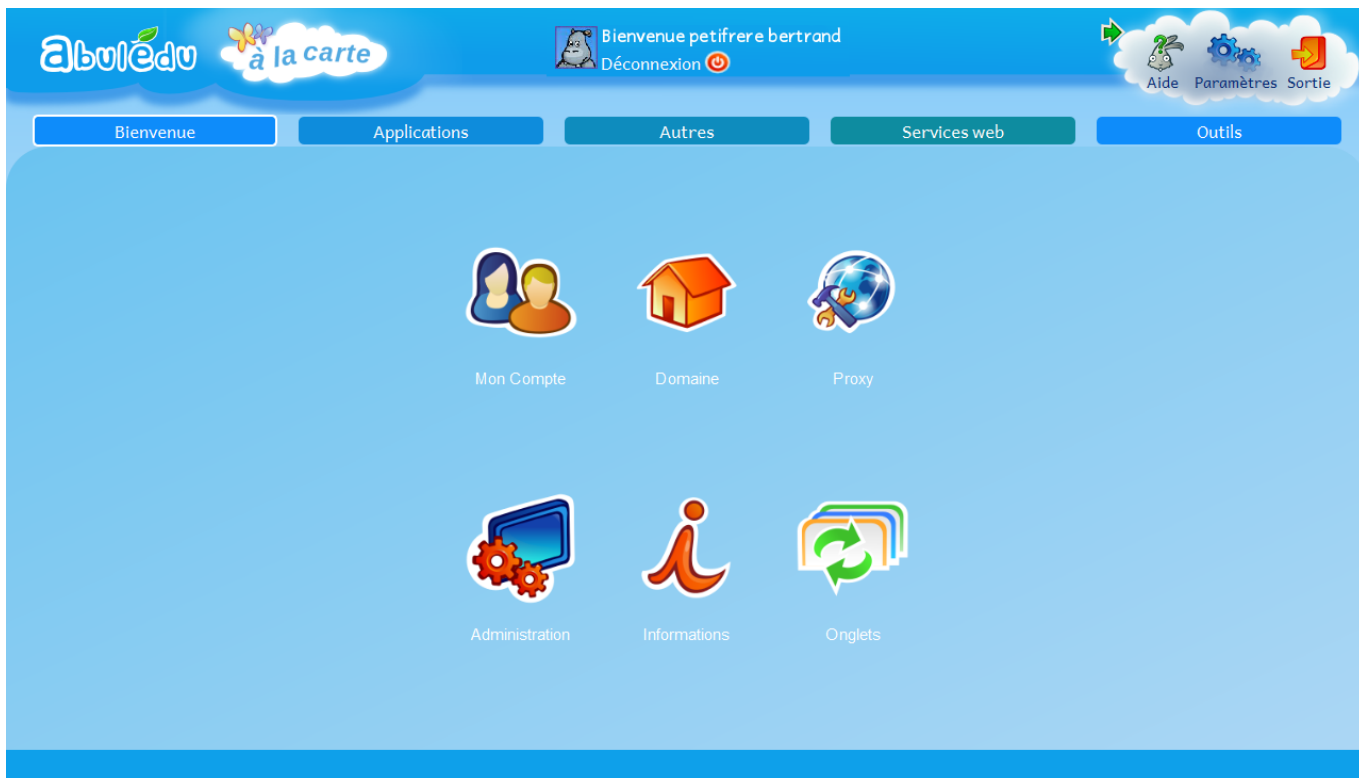 abulédu
à la carte
Bienvenue petifrere bertrand
Déconnexion
Aide Paramètres Sortie
Bienvenue Applications Autres Services web Outils
Mon Compte Domaine Proxy
Administration Informations Onglets